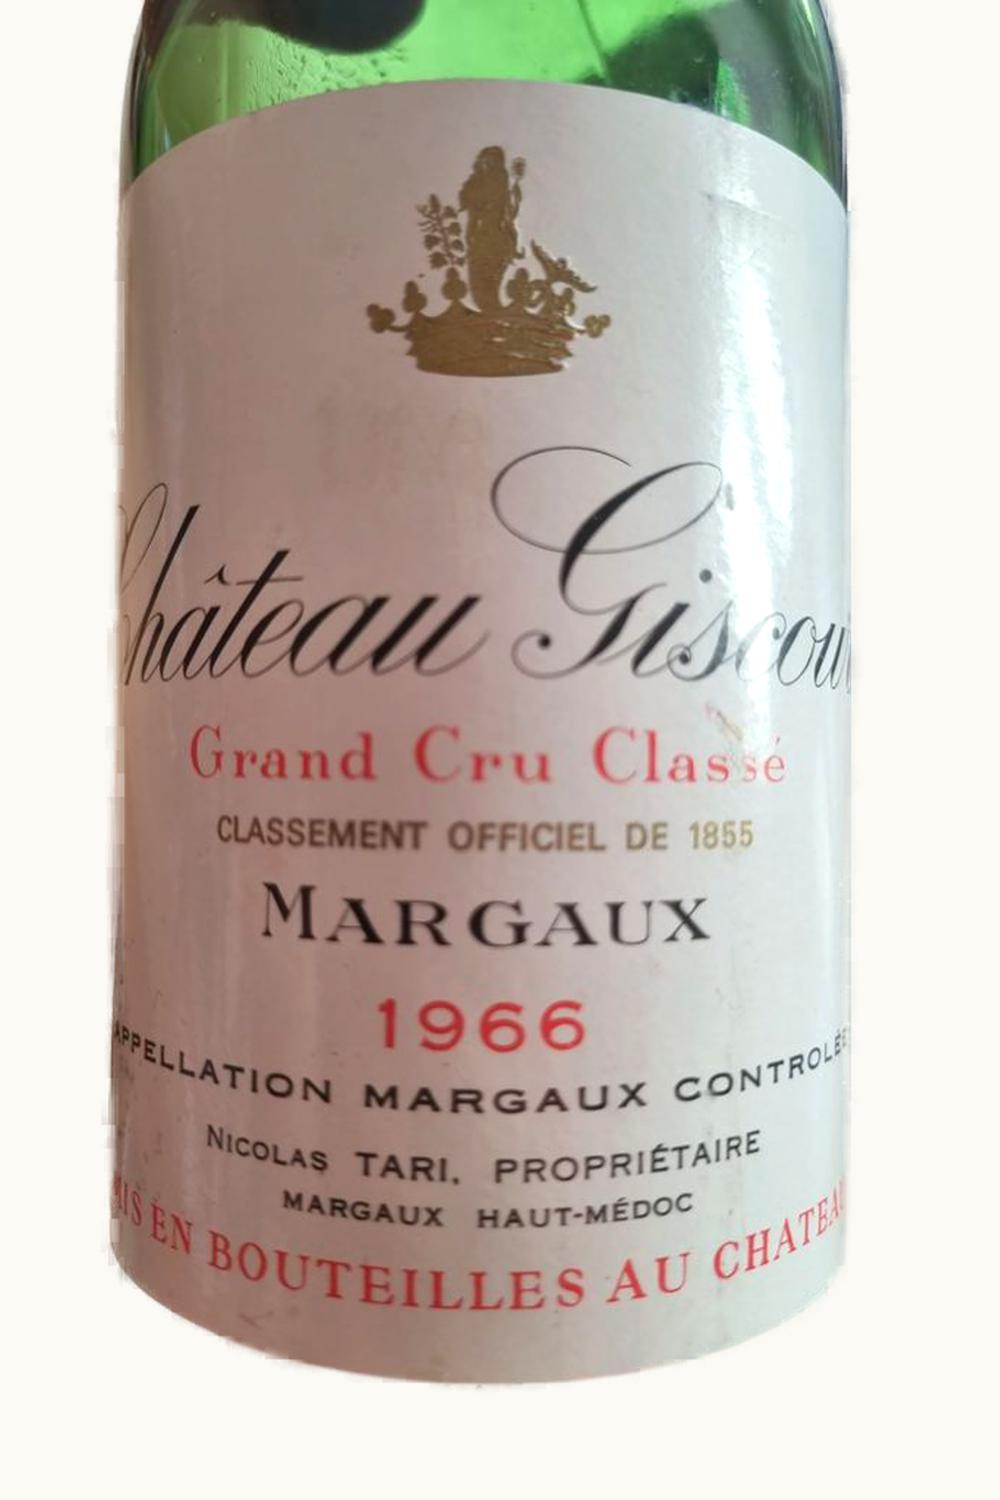 Château Giscour
Grand Cru Classé
CLASSEMENT OFFICIEL DE 1855
MARGAUX
1966
APPELLATION MARGAUX CONTROLÉE
NICOLAS TARI, PROPRIÉTAIRE
MARGAUX HAUT-MÉDOC
MIS EN BOUTEILLES AU CHATEAU